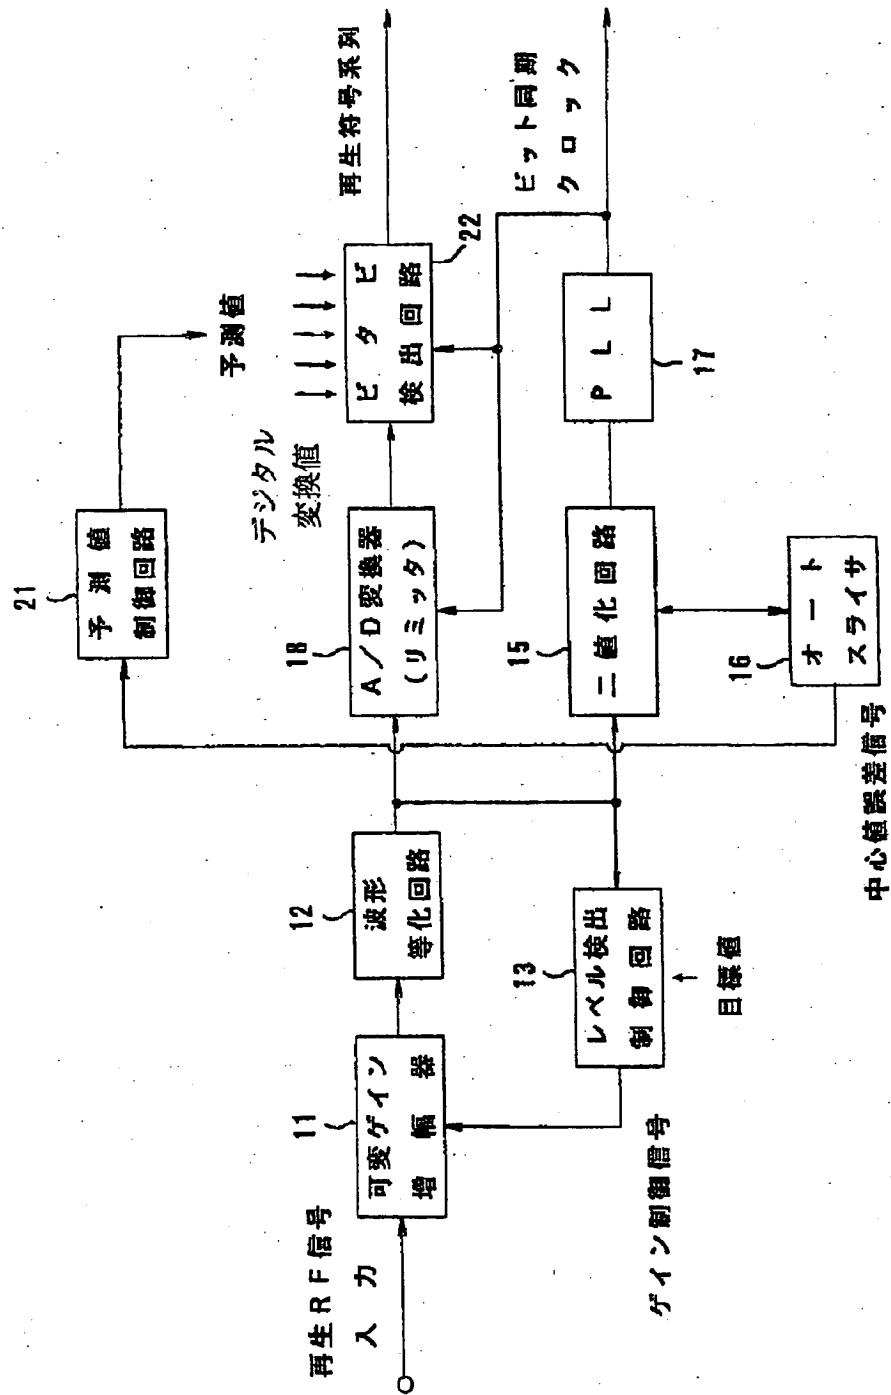 再生RF信号
入力
11
可変ゲイン
増幅器
ゲイン制御信号
12
波形
等化回路
13
レベル検出
制御回路
目標値
18
A/D変換器
(リミッタ)
デジタル
変換値
15
二値化回路
16
オート
スライサ
中心値誤差信号
21
予測値
制御回路
予測値
ビタビ
検出回路
22
再生符号系列
PLL
17
ビット同期
クロック